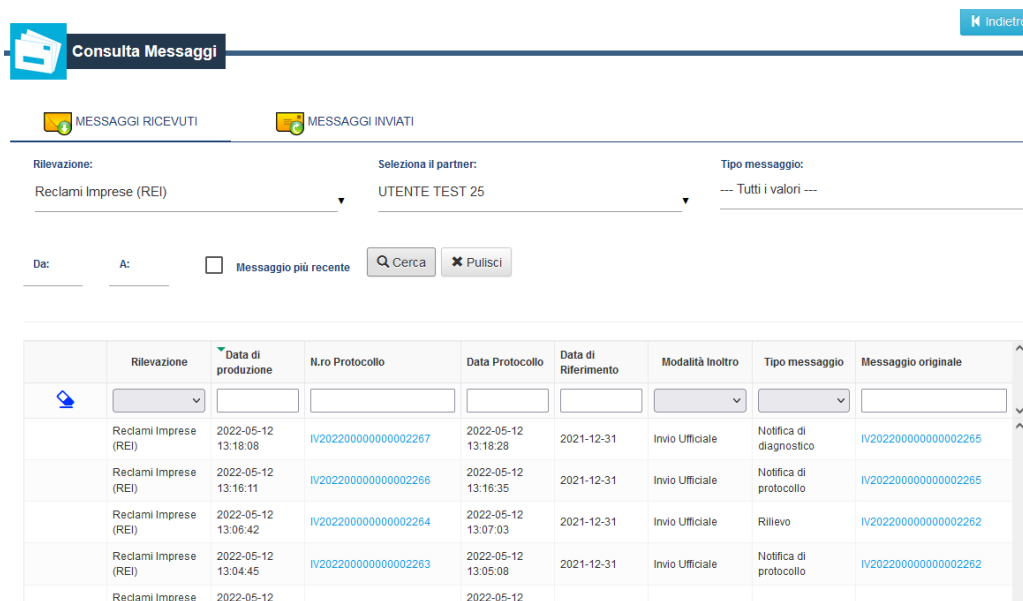 Indietro
Consulta Messaggi
MESSAGGI RICEVUTI MESSAGGI INVIATI
Rilevazione: Seleziona il partner: Tipo messaggio:
Reclami Imprese (REI) UTENTE TEST 25 --- Tutti i valori ---
Da: A: Messaggio più recente Cerca Pulisci
Rilevazione Data di produzione N.ro Protocollo Data Protocollo Data di Riferimento Modalità Inoltro Tipo messaggio Messaggio originale
Reclami Imprese 2022-05-12 IV202200000000002267 2022-05-12 2021-12-31 Invio Ufficiale Notifica di IV202200000000002265
(REI) 13:18:08 13:18:28 diagnostico
Reclami Imprese 2022-05-12 IV202200000000002266 2022-05-12 2021-12-31 Invio Ufficiale Notifica di IV202200000000002265
(REI) 13:16:11 13:16:35 protocollo
Reclami Imprese 2022-05-12 IV202200000000002264 2022-05-12 2021-12-31 Invio Ufficiale Rilievo IV202200000000002262
(REI) 13:06:42 13:07:03
Reclami Imprese 2022-05-12 IV202200000000002263 2022-05-12 2021-12-31 Invio Ufficiale Notifica di IV202200000000002262
(REI) 13:04:45 13:05:08 protocollo
Reclami Imprese 2022-05-12 2022-05-12